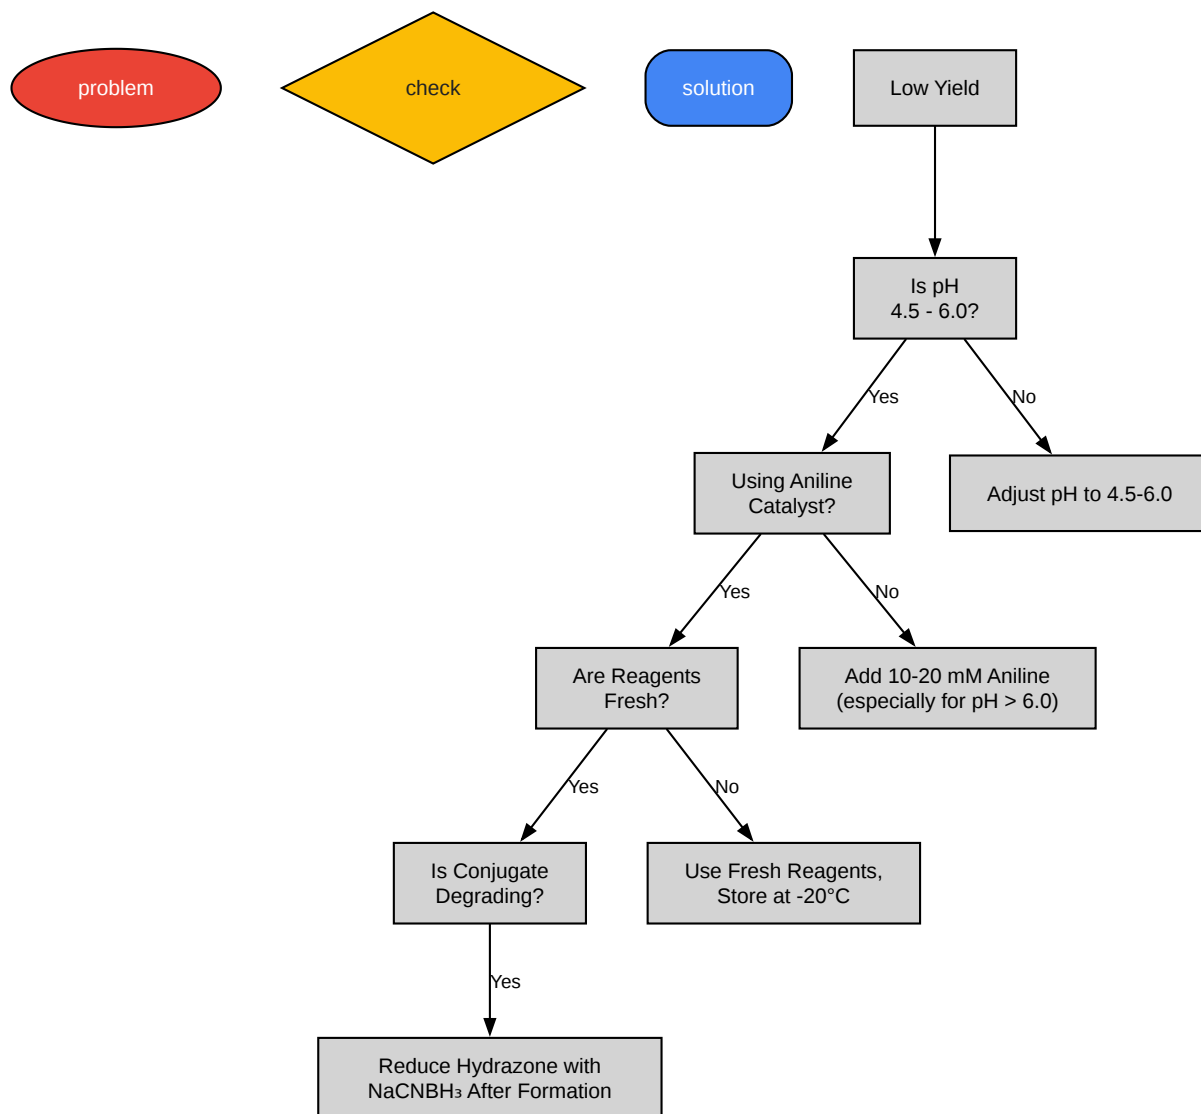 problem
check
solution
Low Yield
Is pH
4.5 - 6.0?
Yes
No
Using Aniline
Catalyst?
Adjust pH to 4.5-6.0
Yes
No
Are Reagents
Fresh?
Add 10-20 mM Aniline
(especially for pH > 6.0)
Yes
No
Is Conjugate
Degrading?
Use Fresh Reagents,
Store at -20°C
Yes
Reduce Hydrazone with
NaCNBH₃ After Formation